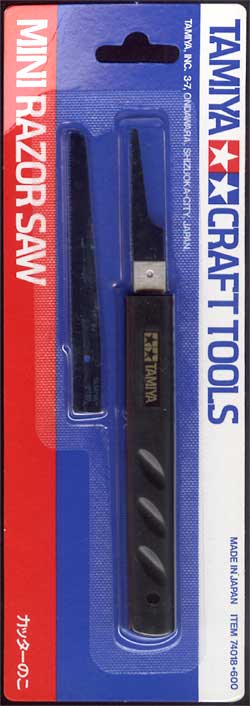 TAMIYA CRAFT TOOLS
TAMIYA, INC. 3-7, ONDAWARA, SHIZUOKA-CITY, JAPAN.
MINI RAZOR SAW
TAMIYA
カッターのこ
MADE IN JAPAN ITEM 74018•600